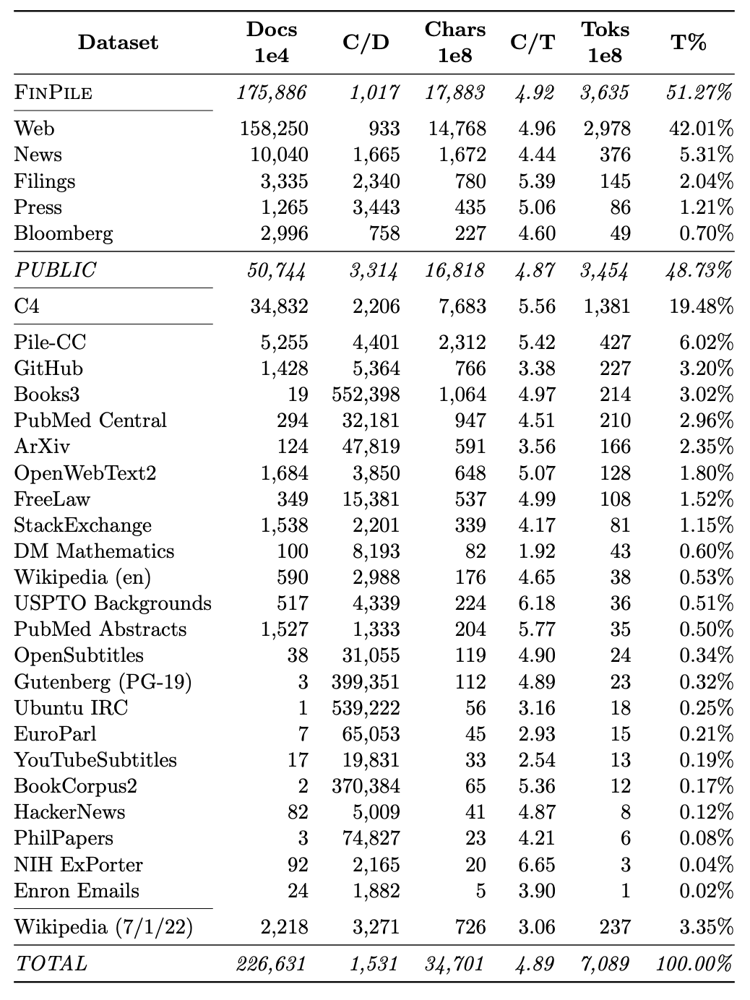 Dataset Docs 1e4 C/D Chars 1e8 C/T Toks 1e8 T%
FINPILE 175,886 1,017 17,883 4.92 3,635 51.27%
Web 158,250 933 14,768 4.96 2,978 42.01%
News 10,040 1,665 1,672 4.44 376 5.31%
Filings 3,335 2,340 780 5.39 145 2.04%
Press 1,265 3,443 435 5.06 86 1.21%
Bloomberg 2,996 758 227 4.60 49 0.70%
PUBLIC 50,744 3,314 16,818 4.87 3,454 48.73%
C4 34,832 2,206 7,683 5.56 1,381 19.48%
Pile-CC 5,255 4,401 2,312 5.42 427 6.02%
GitHub 1,428 5,364 766 3.38 227 3.20%
Books3 19 552,398 1,064 4.97 214 3.02%
PubMed Central 294 32,181 947 4.51 210 2.96%
ArXiv 124 47,819 591 3.56 166 2.35%
OpenWebText2 1,684 3,850 648 5.07 128 1.80%
FreeLaw 349 15,381 537 4.99 108 1.52%
StackExchange 1,538 2,201 339 4.17 81 1.15%
DM Mathematics 100 8,193 82 1.92 43 0.60%
Wikipedia (en) 590 2,988 176 4.65 38 0.53%
USPTO Backgrounds 517 4,339 224 6.18 36 0.51%
PubMed Abstracts 1,527 1,333 204 5.77 35 0.50%
OpenSubtitles 38 31,055 119 4.90 24 0.34%
Gutenberg (PG-19) 3 399,351 112 4.89 23 0.32%
Ubuntu IRC 1 539,222 56 3.16 18 0.25%
EuroParl 7 65,053 45 2.93 15 0.21%
YouTubeSubtitles 17 19,831 33 2.54 13 0.19%
BookCorpus2 2 370,384 65 5.36 12 0.17%
HackerNews 82 5,009 41 4.87 8 0.12%
PhilPapers 3 74,827 23 4.21 6 0.08%
NIH ExPorter 92 2,165 20 6.65 3 0.04%
Enron Emails 24 1,882 5 3.90 1 0.02%
Wikipedia (7/1/22) 2,218 3,271 726 3.06 237 3.35%
TOTAL 226,631 1,531 34,701 4.89 7,089 100.00%